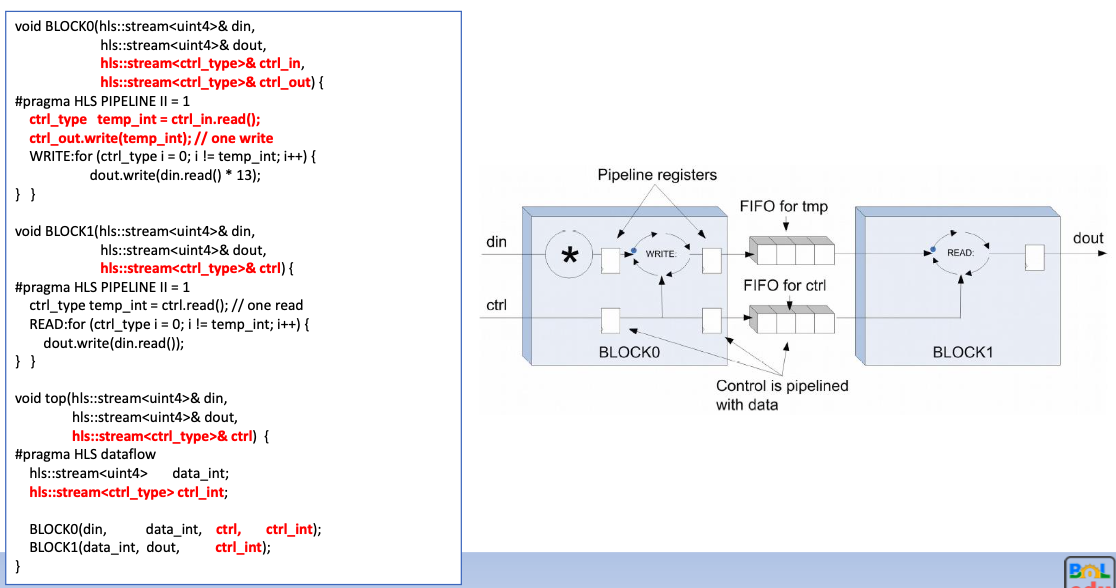 void BLOCK0(hls::stream<uint4>& din,
hls::stream<uint4>& dout,
hls::stream<ctrl_type>& ctrl_in,
hls::stream<ctrl_type>& ctrl_out) {
#pragma HLS PIPELINE II = 1
ctrl_type temp_int = ctrl_in.read();
ctrl_out.write(temp_int); // one write
WRITE:for (ctrl_type i = 0; i != temp_int; i++) {
dout.write(din.read() * 13);
} }
void BLOCK1(hls::stream<uint4>& din,
hls::stream<uint4>& dout,
hls::stream<ctrl_type>& ctrl) {
#pragma HLS PIPELINE II = 1
ctrl_type temp_int = ctrl.read(); // one read
READ:for (ctrl_type i = 0; i != temp_int; i++) {
dout.write(din.read());
} }
void top(hls::stream<uint4>& din,
hls::stream<uint4>& dout,
hls::stream<ctrl_type>& ctrl) {
#pragma HLS dataflow
hls::stream<uint4> data_int;
hls::stream<ctrl_type> ctrl_int;
BLOCK0(din, data_int, ctrl, ctrl_int);
BLOCK1(data_int, dout, ctrl_int);
}
Pipeline registers
FIFO for tmp
din
*
WRITE:
READ:
dout
FIFO for ctrl
ctrl
BLOCK0
BLOCK1
Control is pipelined
with data